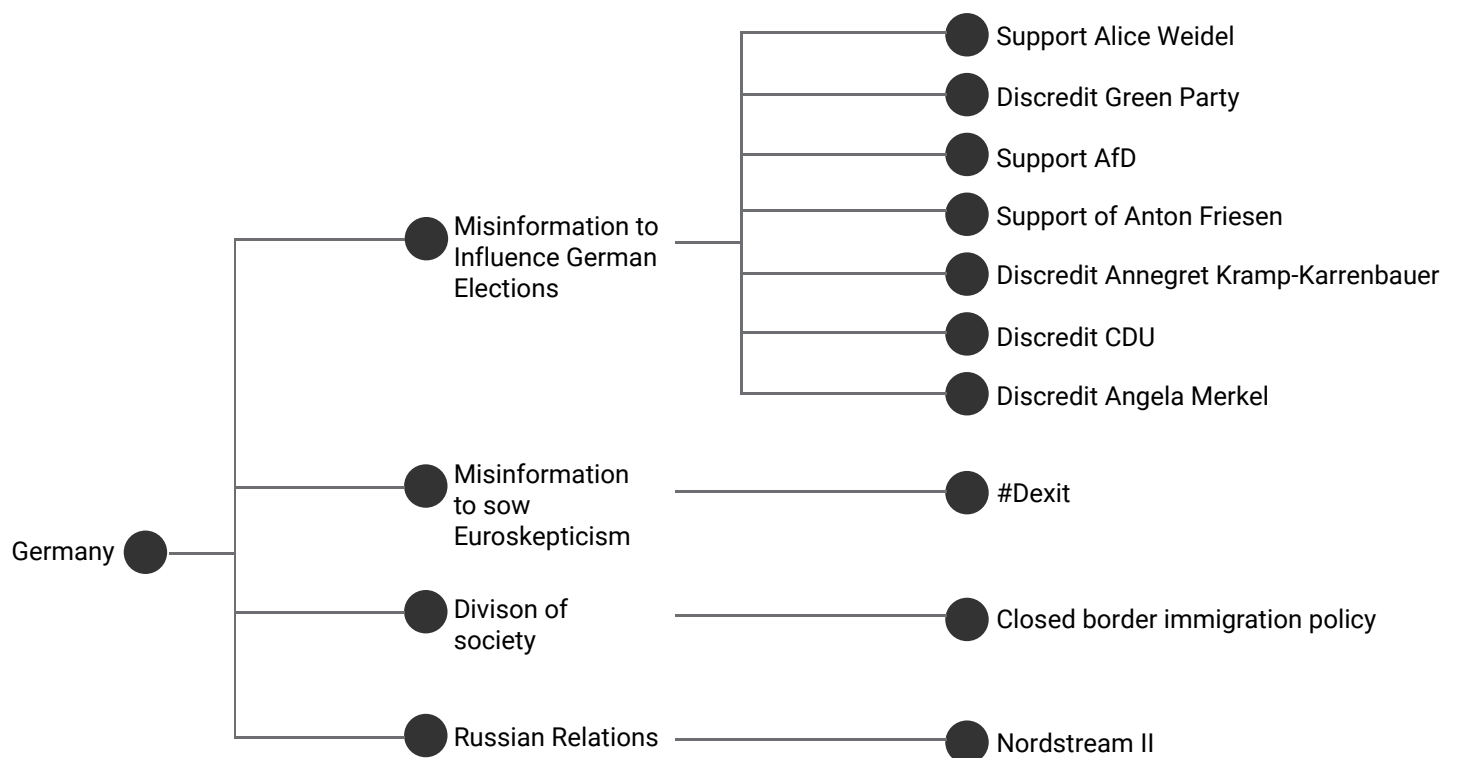 Support Alice Weidel
Discredit Green Party
Support AfD
Support of Anton Friesen
Misinformation to
Influence German
Elections
Discredit Annegret Kramp-Karrenbauer
Discredit CDU
Discredit Angela Merkel
Misinformation
to sow
Euroskepticism
#Dexit
Germany
Divison of
society
Closed border immigration policy
Russian Relations
Nordstream II